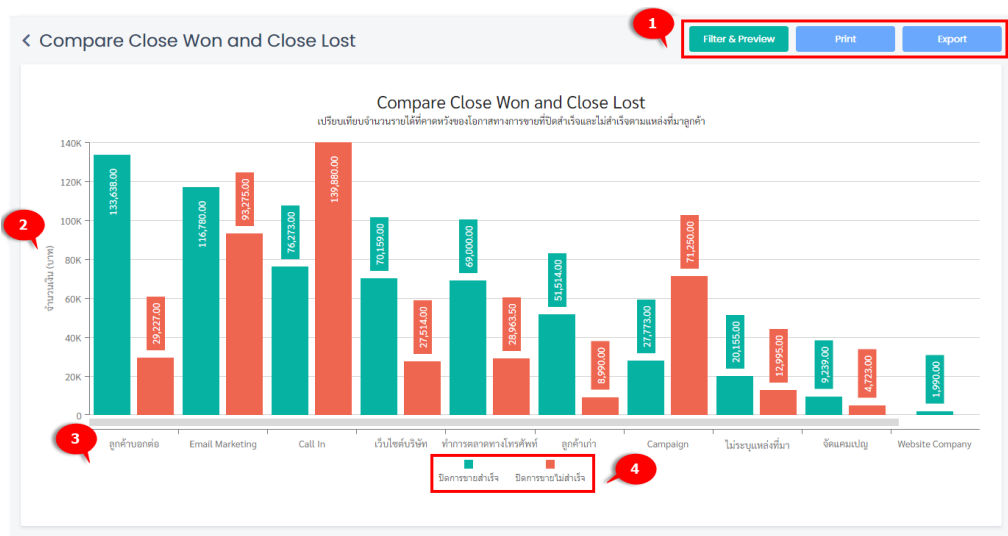 1
< Compare Close Won and Close Lost
Filter & Preview Print Export
Compare Close Won and Close Lost
เปรียบเทียบจำนวนรายได้ที่คาดหวังของโอกาสทางการขายที่ปิดสำเร็จและไม่สำเร็จตามแหล่งที่มาลูกค้า
2
จำนวนเงิน (บาท)
140K
120K
100K
80K
60K
40K
20K
0
133,638.00
29,227.00
116,780.00
93,275.00
76,273.00
139,880.00
70,159.00
27,514.00
69,000.00
28,963.50
51,514.00
8,990.00
27,773.00
71,250.00
20,155.00
12,995.00
9,239.00
4,723.00
1,990.00
3
ลูกค้าบอกต่อ Email Marketing Call In เว็บไซต์บริษัท ทำการตลาดทางโทรศัพท์ ลูกค้าเก่า Campaign ไม่ระบุแหล่งที่มา จัดแคมเปญ Website Company
ปิดการขายสำเร็จ ปิดการขายไม่สำเร็จ
4